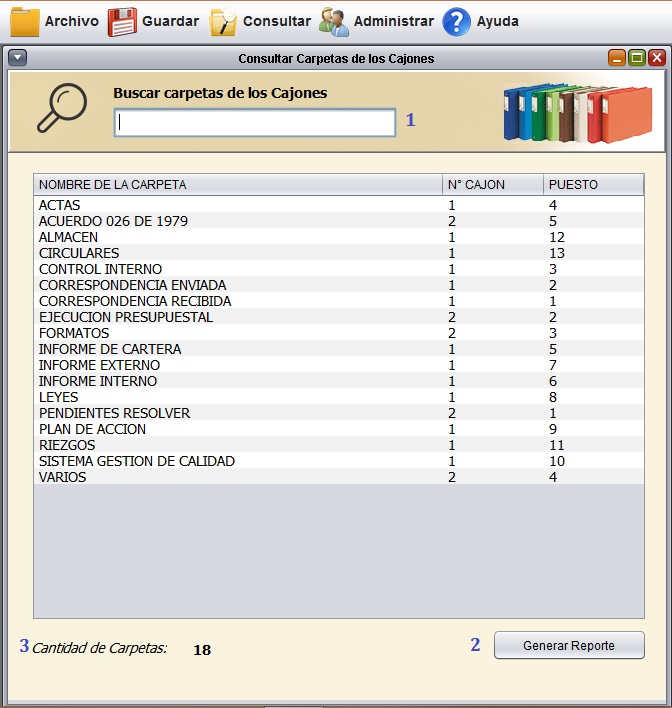 Archivo Guardar Consultar Administrar ? Ayuda
Consultar Carpetas de los Cajones
Buscar carpetas de los Cajones
1
NOMBRE DE LA CARPETA N° CAJON PUESTO
ACTAS 1 4
ACUERDO 026 DE 1979 2 5
ALMACEN 1 12
CIRCULARES 1 13
CONTROL INTERNO 1 3
CORRESPONDENCIA ENVIADA 1 2
CORRESPONDENCIA RECIBIDA 1 1
EJECUCION PRESUPUESTAL 2 2
FORMATOS 2 3
INFORME DE CARTERA 1 5
INFORME EXTERNO 1 7
INFORME INTERNO 1 6
LEYES 1 8
PENDIENTES RESOLVER 2 1
PLAN DE ACCION 1 9
RIEZGOS 1 11
SISTEMA GESTION DE CALIDAD 1 10
VARIOS 2 4
3 Cantidad de Carpetas: 18 2 Generar Reporte